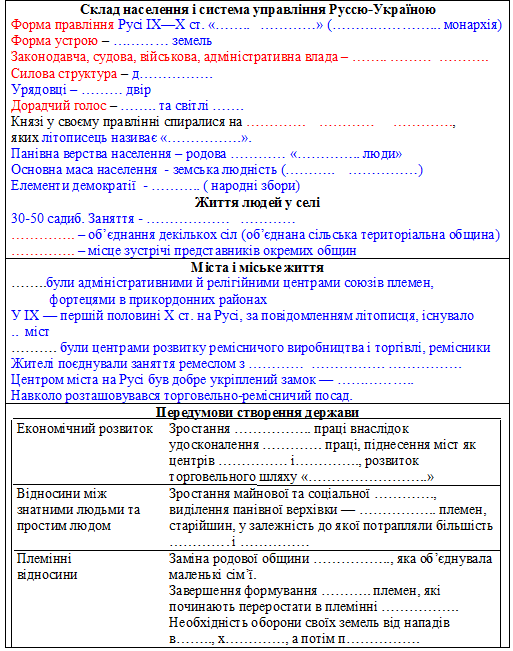 Склад населення і система управління Руссю-Україною
Форма правління Русі IX—X ст. «…….. …………» (……………... монархія)
Форма устрою – ………… земель
Законодавча, судова, військова, адміністративна влада – ……. ……… ………..
Силова структура – д…………….
Урядовці – ……… двір
Дорадчий голос – …….. та світлі …….
Князі у своєму правлінні спиралися на ………… ………… …………,
яких літописець називає «…………….».
Панівна верства населення – родова ………… «………….. люди»
Основна маса населення - земська людність (……….. ……………)
Елементи демократії - ……….. ( народні збори)
Життя людей у селі
30-50 садиб. Заняття - …………….. …………
………….. – об’єднання декількох сіл (об’єднана сільська територіальна община)
………….. – місце зустрічі представників окремих общин
Міста і міське життя
……..були адміністративними й релігійними центрами союзів племен,
фортецями в прикордонних районах
У IX — першій половині X ст. на Русі, за повідомленням літописця, існувало
.. міст
………. були центрами розвитку ремісничого виробництва і торгівлі, ремісники
Жителі поєднували заняття ремеслом з ……….. …………. ……………
Центром міста на Русі був добре укріплений замок — ……………..
Навколо розташовувався торговельно-ремісничий посад.
Передумови створення держави
Економічний розвиток
Зростання ……………. праці внаслідок
удосконалення ………… праці, піднесення міст як
центрів …………… і…………., розвиток
торговельного шляху «……………………..»
Відносини між
знатними людьми та
простим людом
Зростання майнової та соціальної …………,
виділення панівної верхівки — ……………. племен,
старійшин, у залежність до якої потрапляли більшість
…………і …………
Племінні
відносини
Заміна родової общини …………….., яка об’єднувала
маленькі сім’ї.
Завершення формування ………. племен, які
починають переростати в племінні …………….
Необхідність оборони своїх земель від нападів
в……., х…………, а потім п……………